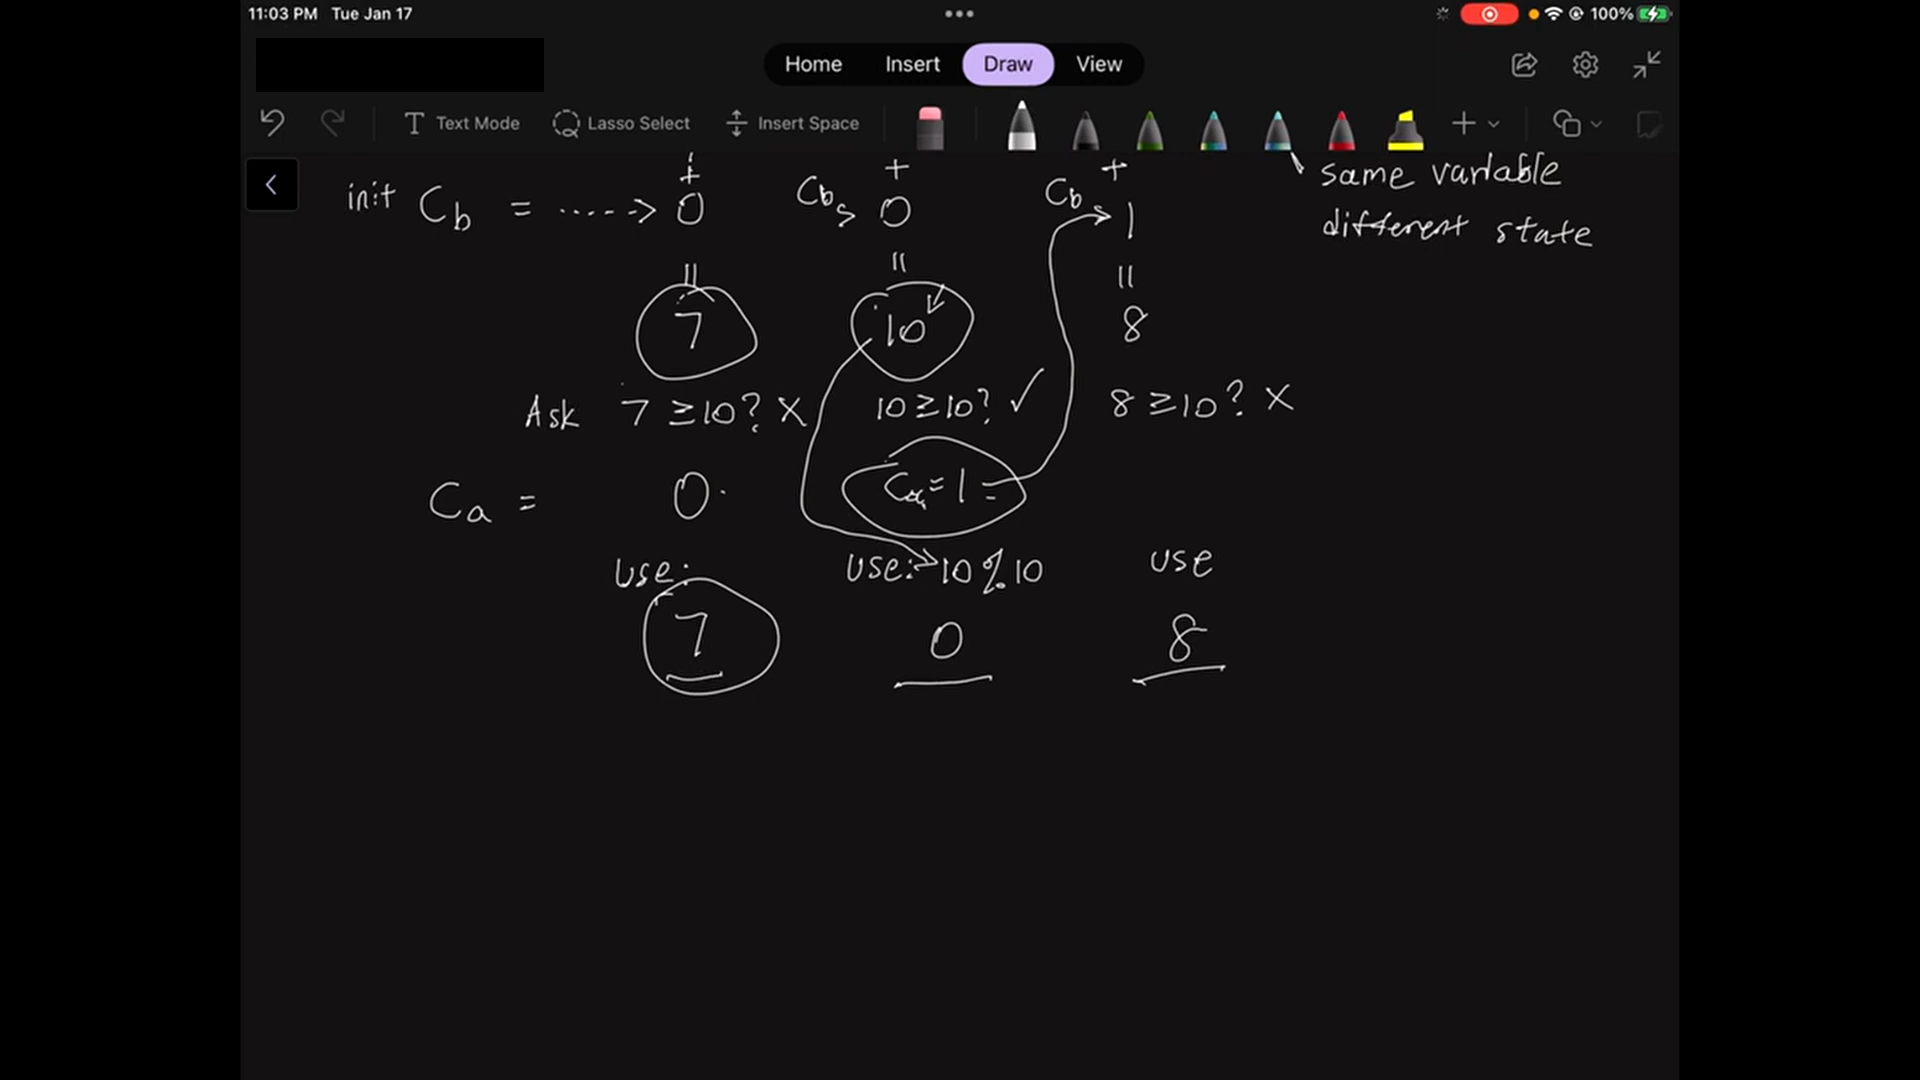 11:03 PM Tue Jan 17
100%
Home Insert Draw View
Text Mode Lasso Select Insert Space
+ + + same variable
init Cb = -----> 0 Cb > 0 Cb 1 different state
= = =
7 10 8
Ask 7 ≥ 10? X 10 ≥ 10? ✓ 8 ≥ 10? X
Ca = 0 Ca = 1
use: use: 10 % 10 use
7 0 8